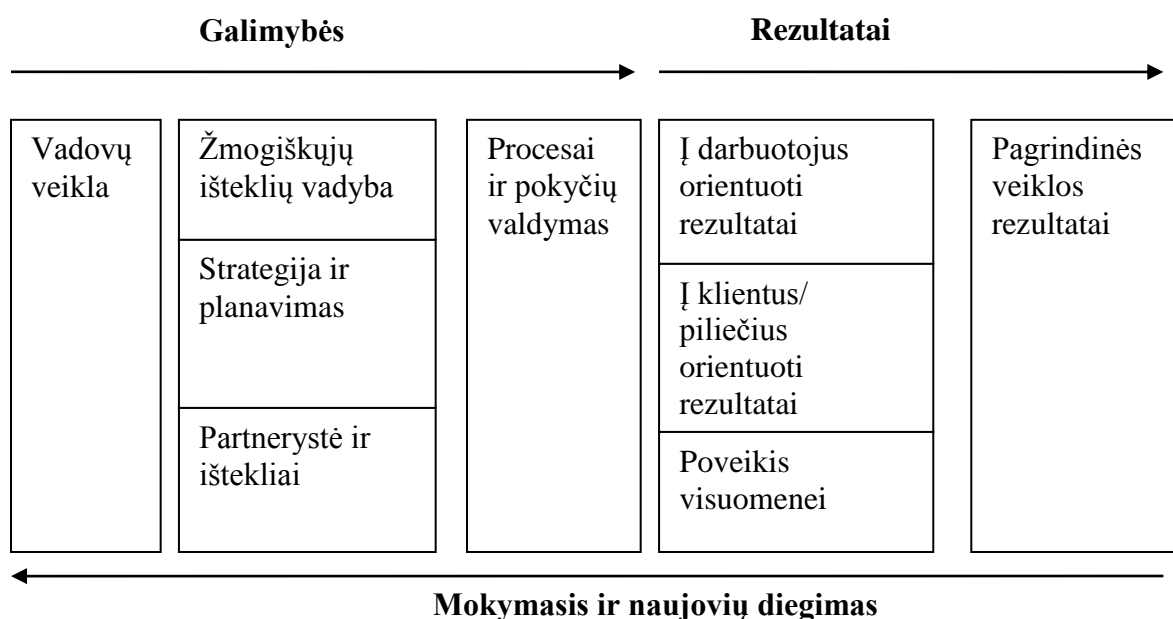 Galimybės
Rezultatai
Vadovų
veikla
Žmogiškųjų
išteklių vadyba
Strategija ir
planavimas
Partnerystė ir
ištekliai
Procesai
ir pokyčių
valdymas
Į darbuotojus
orientuoti
rezultatai
Į klientus/
piliečius
orientuoti
rezultatai
Poveikis
visuomenei
Pagrindinės
veiklos
rezultatai
Mokymasis ir naujovių diegimas